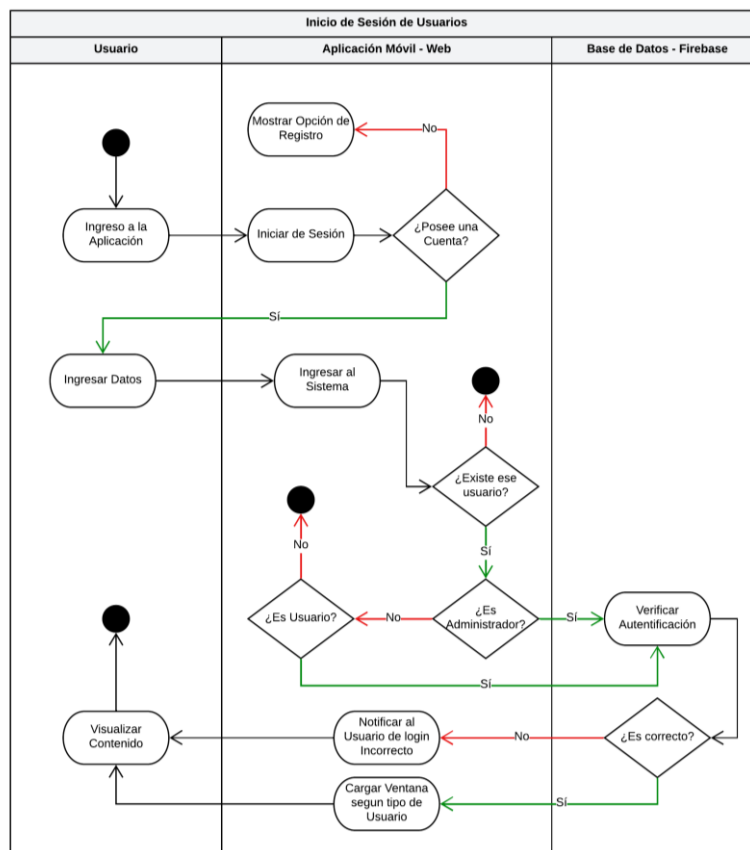 Inicio de Sesión de Usuarios
Usuario
Aplicación Móvil - Web
Base de Datos - Firebase
Mostrar Opción de
Registro
No
Ingreso a la
Aplicación
Iniciar de Sesión
¿Posee una
Cuenta?
Sí
Ingresar Datos
Ingresar al
Sistema
No
¿Existe ese
usuario?
No
Sí
¿Es Usuario?
No
¿Es
Administrador?
Sí
Verificar
Autentificación
Sí
Visualizar
Contenido
Notificar al
Usuario de login
Incorrecto
No
¿Es correcto?
Cargar Ventana
segun tipo de
Usuario
Sí